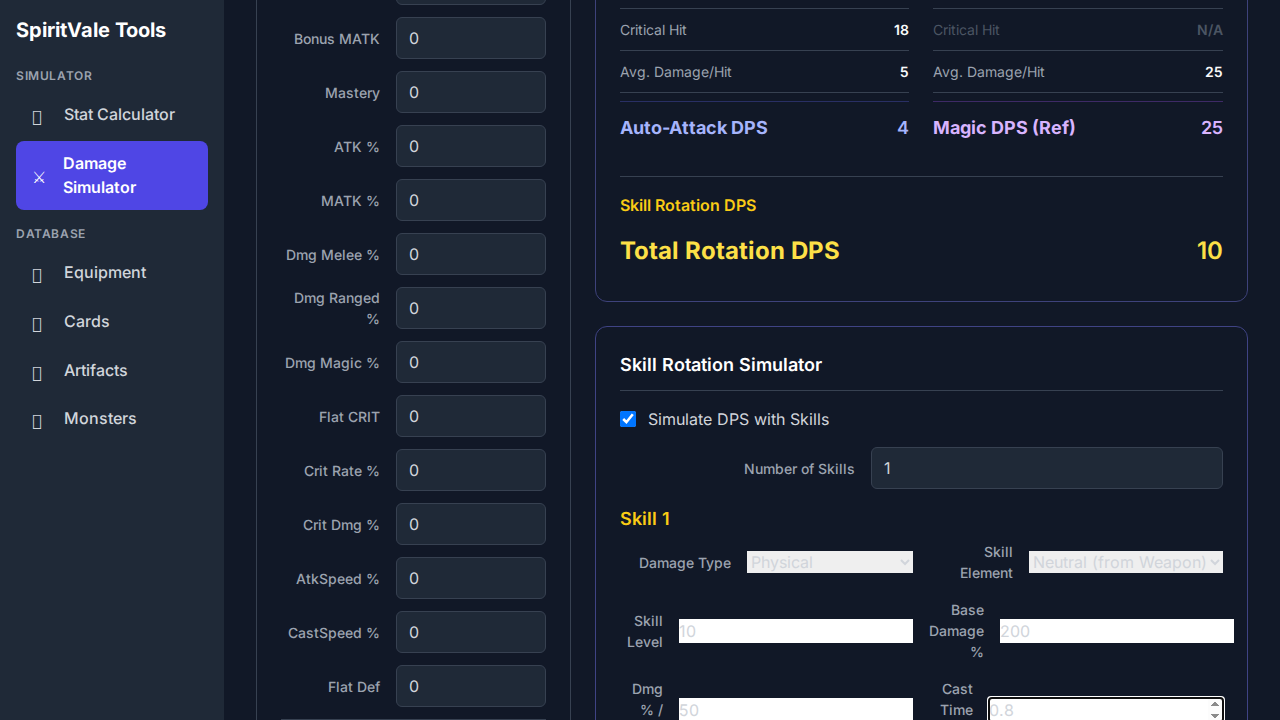 SpiritVale Tools
SIMULATOR
Stat Calculator
Damage
Simulator
DATABASE
Equipment
Cards
Artifacts
Monsters
Bonus MATK 0
Mastery 0
ATK % 0
MATK % 0
Dmg Melee % 0
Dmg Ranged
% 0
Dmg Magic % 0
Flat CRIT 0
Crit Rate % 0
Crit Dmg % 0
AtkSpeed % 0
CastSpeed % 0
Flat Def 0
Critical Hit 18
Avg. Damage/Hit 5
Auto-Attack DPS 4
Critical Hit N/A
Avg. Damage/Hit 25
Magic DPS (Ref) 25
Skill Rotation DPS
Total Rotation DPS 10
Skill Rotation Simulator
Simulate DPS with Skills
Number of Skills 1
Skill 1
Damage Type Physical
Skill
Element Neutral (from Weapon)
Skill
Level 10
Base
Damage
% 200
Dmg
% / 50
Cast
Time 0.8